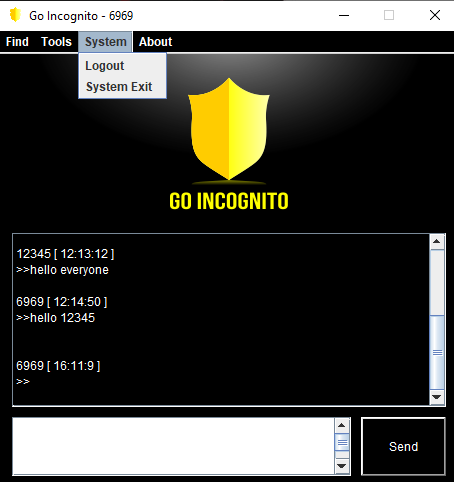 Go Incognito - 6969
Find Tools System About
Logout
System Exit
GO INCOGNITO
12345 [ 12:13:12 ]
>>hello everyone
6969 [ 12:14:50 ]
>>hello 12345
6969 [ 16:11:9 ]
>>
Send